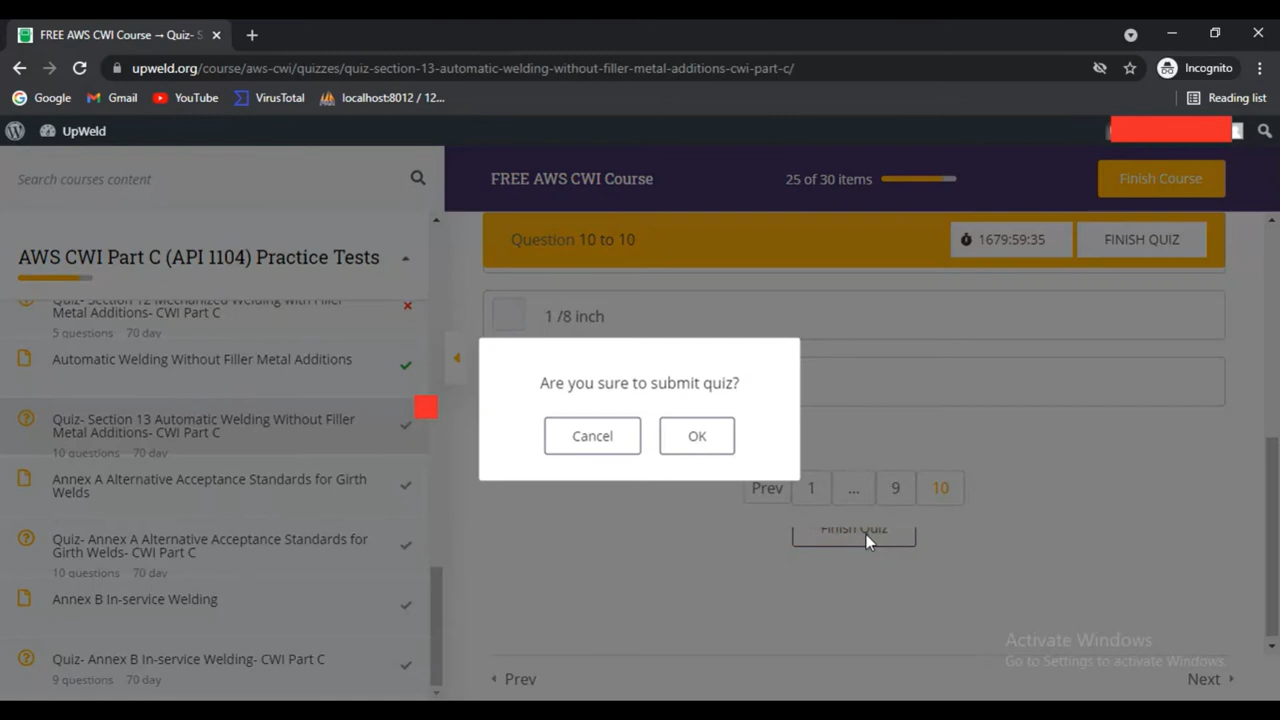 FREE AWS CWI Course → Quiz- S
upweld.org/course/aws-cwi/quizzes/quiz-section-13-automatic-welding-without-filler-metal-additions-cwi-part-c/
Incognito
Google
Gmail
YouTube
VirusTotal
localhost:8012 / 12...
Reading list
UpWeld
Search courses content
FREE AWS CWI Course
25 of 30 items
Finish Course
AWS CWI Part C (API 1104) Practice Tests
Question 10 to 10
1679:59:35
FINISH QUIZ
Quiz- Section 12 Mechanized Welding with Filler
Metal Additions- CWI Part C
5 questions 70 day
Automatic Welding Without Filler Metal Additions
Quiz- Section 13 Automatic Welding Without Filler
Metal Additions- CWI Part C
10 questions 70 day
Annex A Alternative Acceptance Standards for Girth
Welds
Quiz- Annex A Alternative Acceptance Standards for
Girth Welds- CWI Part C
10 questions 70 day
Annex B In-service Welding
Quiz- Annex B In-service Welding- CWI Part C
9 questions 70 day
1 /8 inch
Are you sure to submit quiz?
Cancel
OK
Prev
1
...
9
10
Finish Quiz
Activate Windows
Go to Settings to activate Windows.
Prev
Next